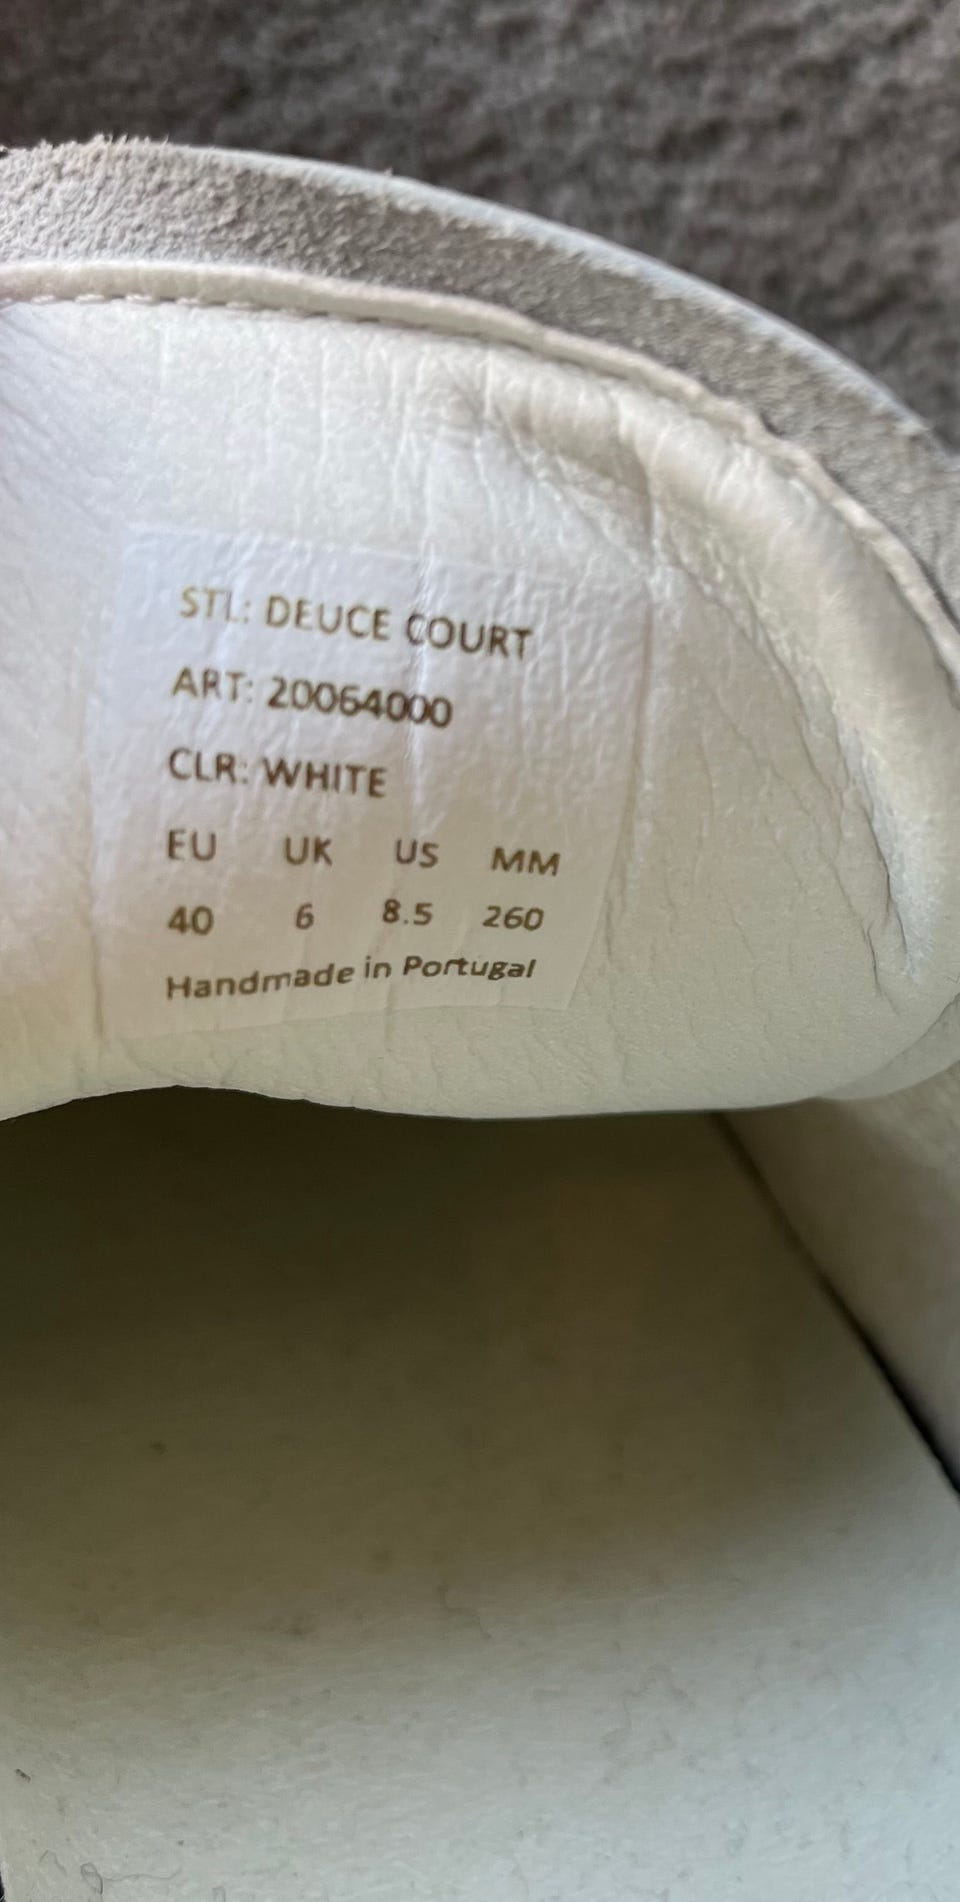 STL: DEUCE COURT
ART: 20064000
CLR: WHITE
EU UK US MM
40 6 8.5 260
Handmade in Portugal